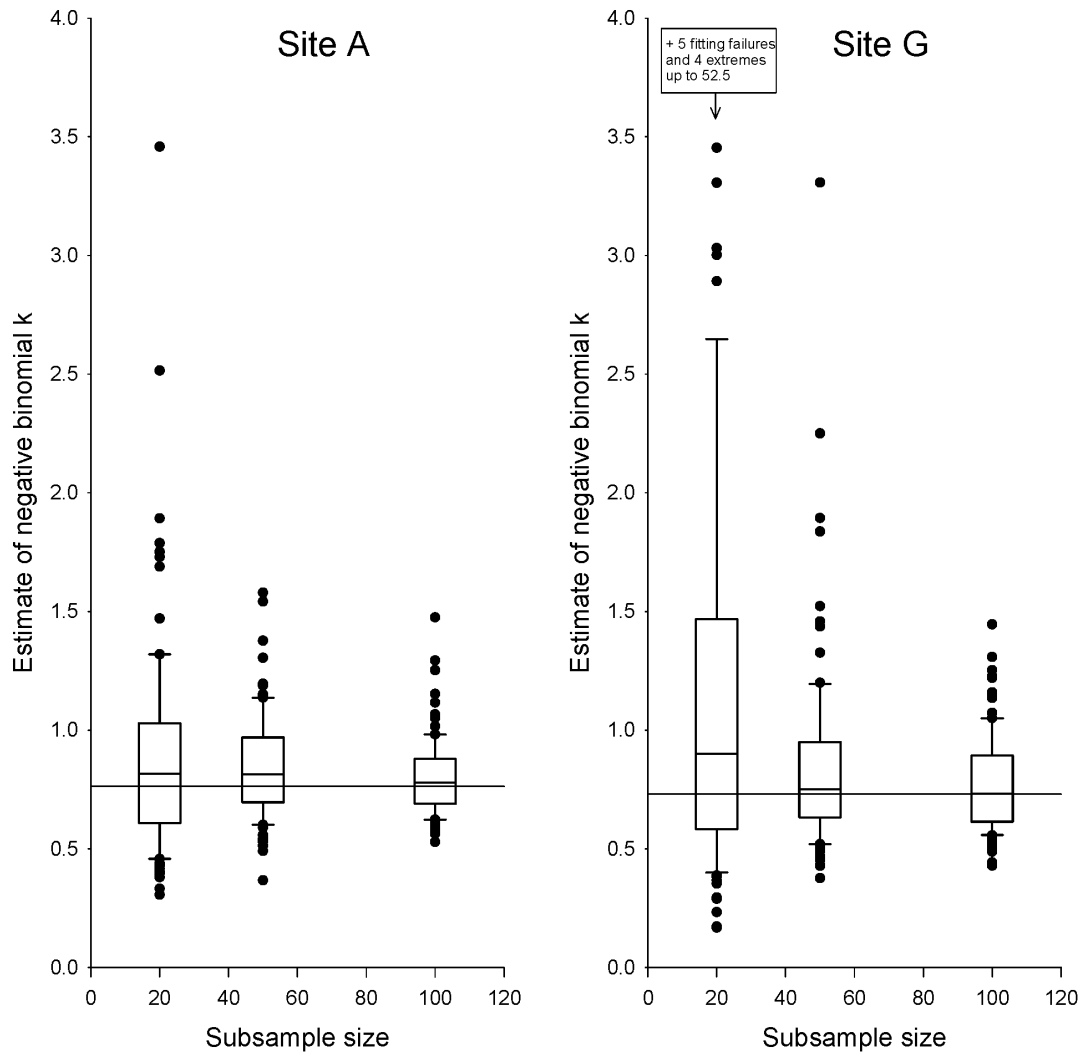 Site A
Estimate of negative binomial k
4.0
3.5
3.0
2.5
2.0
1.5
1.0
0.5
0.0
0 20 40 60 80 100 120
Subsample size
Site G
+ 5 fitting failures
and 4 extremes
up to 52.5
Estimate of negative binomial k
4.0
3.5
3.0
2.5
2.0
1.5
1.0
0.5
0.0
0 20 40 60 80 100 120
Subsample size